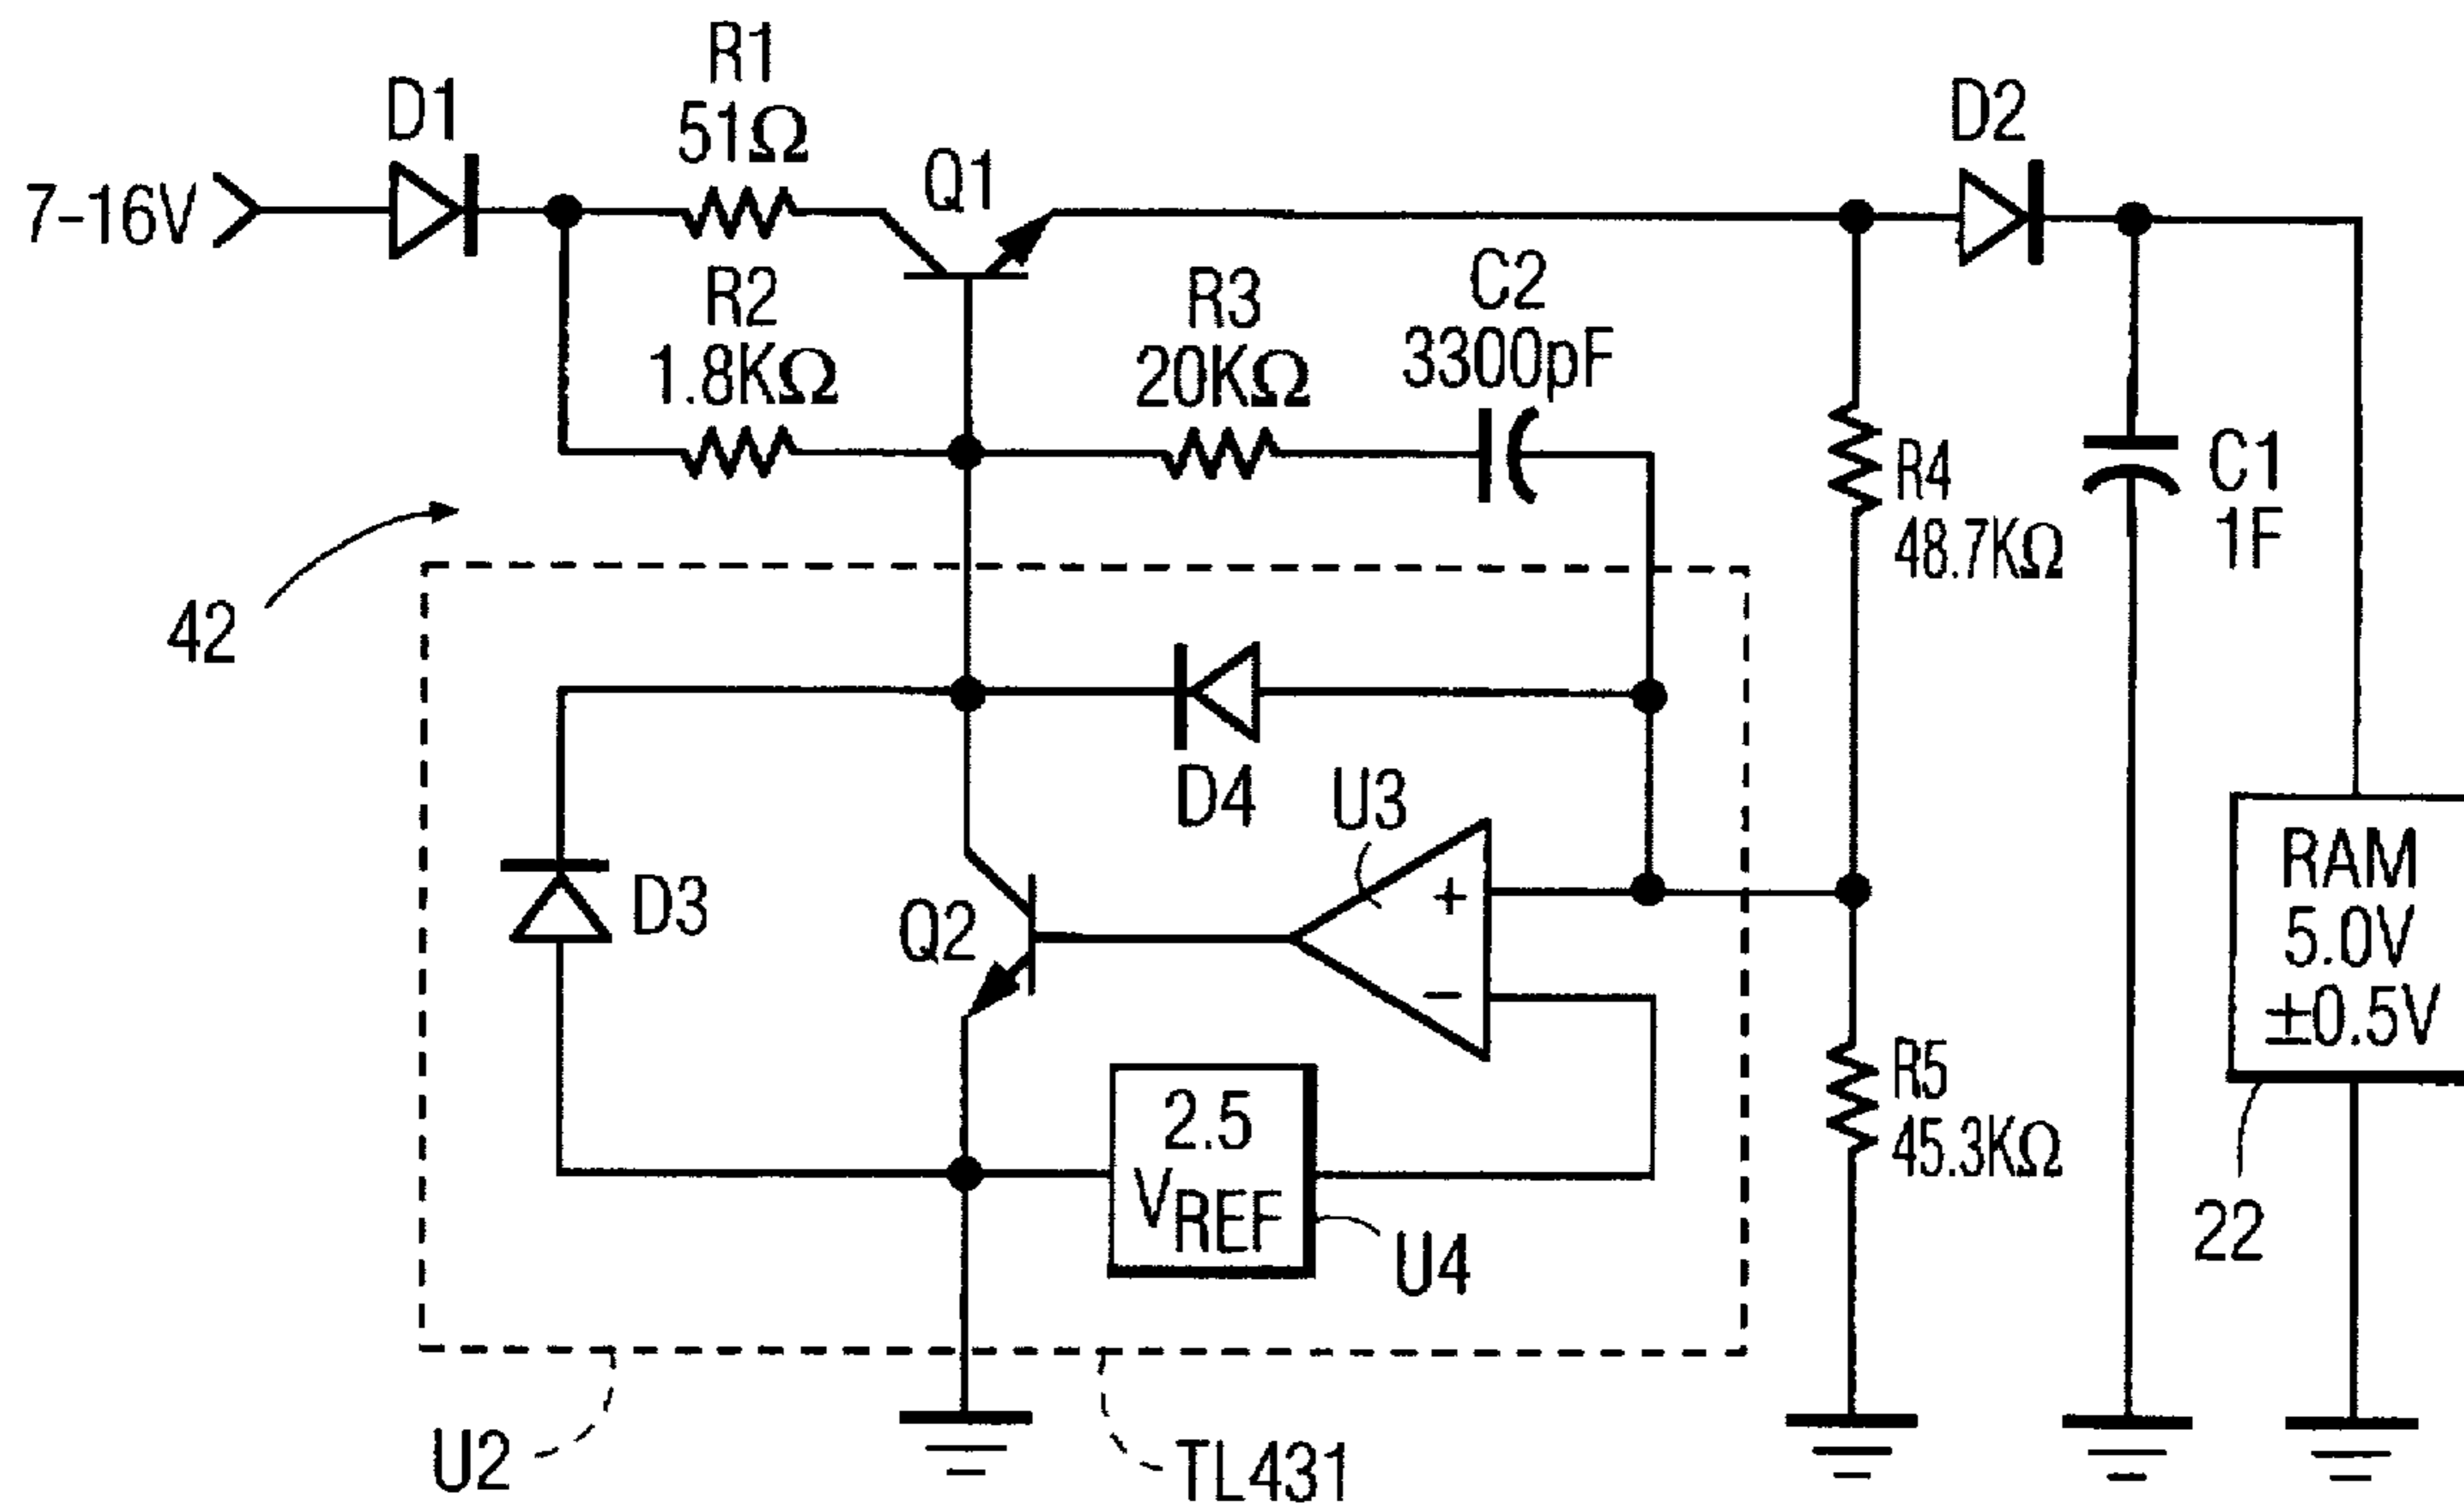 7-16V
D1
R1
51Ω
Q1
D2
R2
1.8KΩ
R3
20KΩ
C2
3300pF
R4
48.7KΩ
C1
1F
42
D4
U3
D3
Q2
+
−
RAM
5.0V
±0.5V
2.5
VREF
U4
R5
45.3KΩ
22
U2
TL431